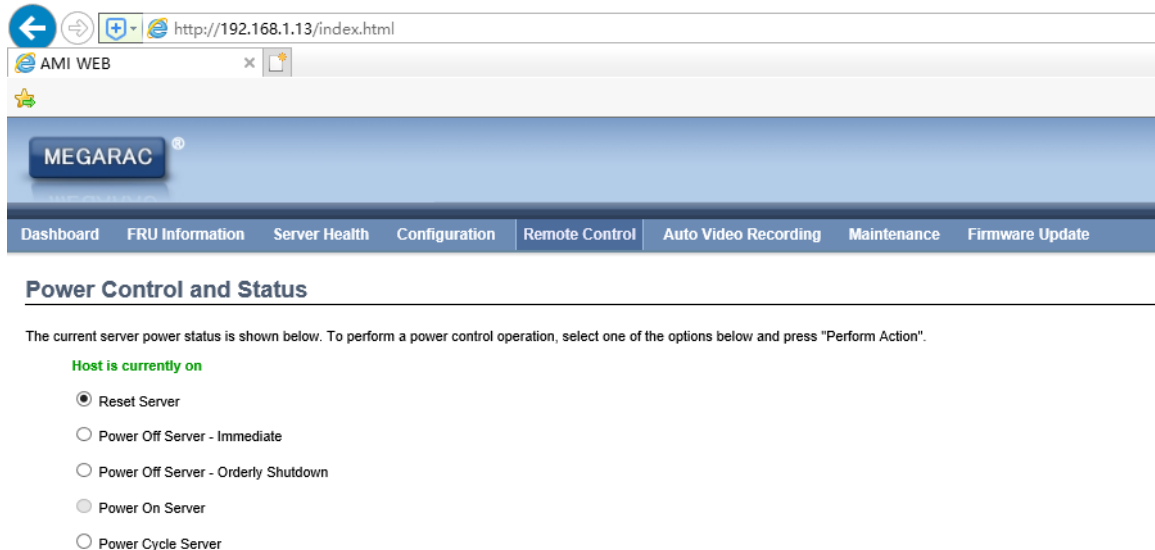 http://192.168.1.13/index.html
AMI WEB
MEGARAC ®
Dashboard FRU Information Server Health Configuration Remote Control Auto Video Recording Maintenance Firmware Update
Power Control and Status
The current server power status is shown below. To perform a power control operation, select one of the options below and press "Perform Action".
Host is currently on
Reset Server
Power Off Server - Immediate
Power Off Server - Orderly Shutdown
Power On Server
Power Cycle Server